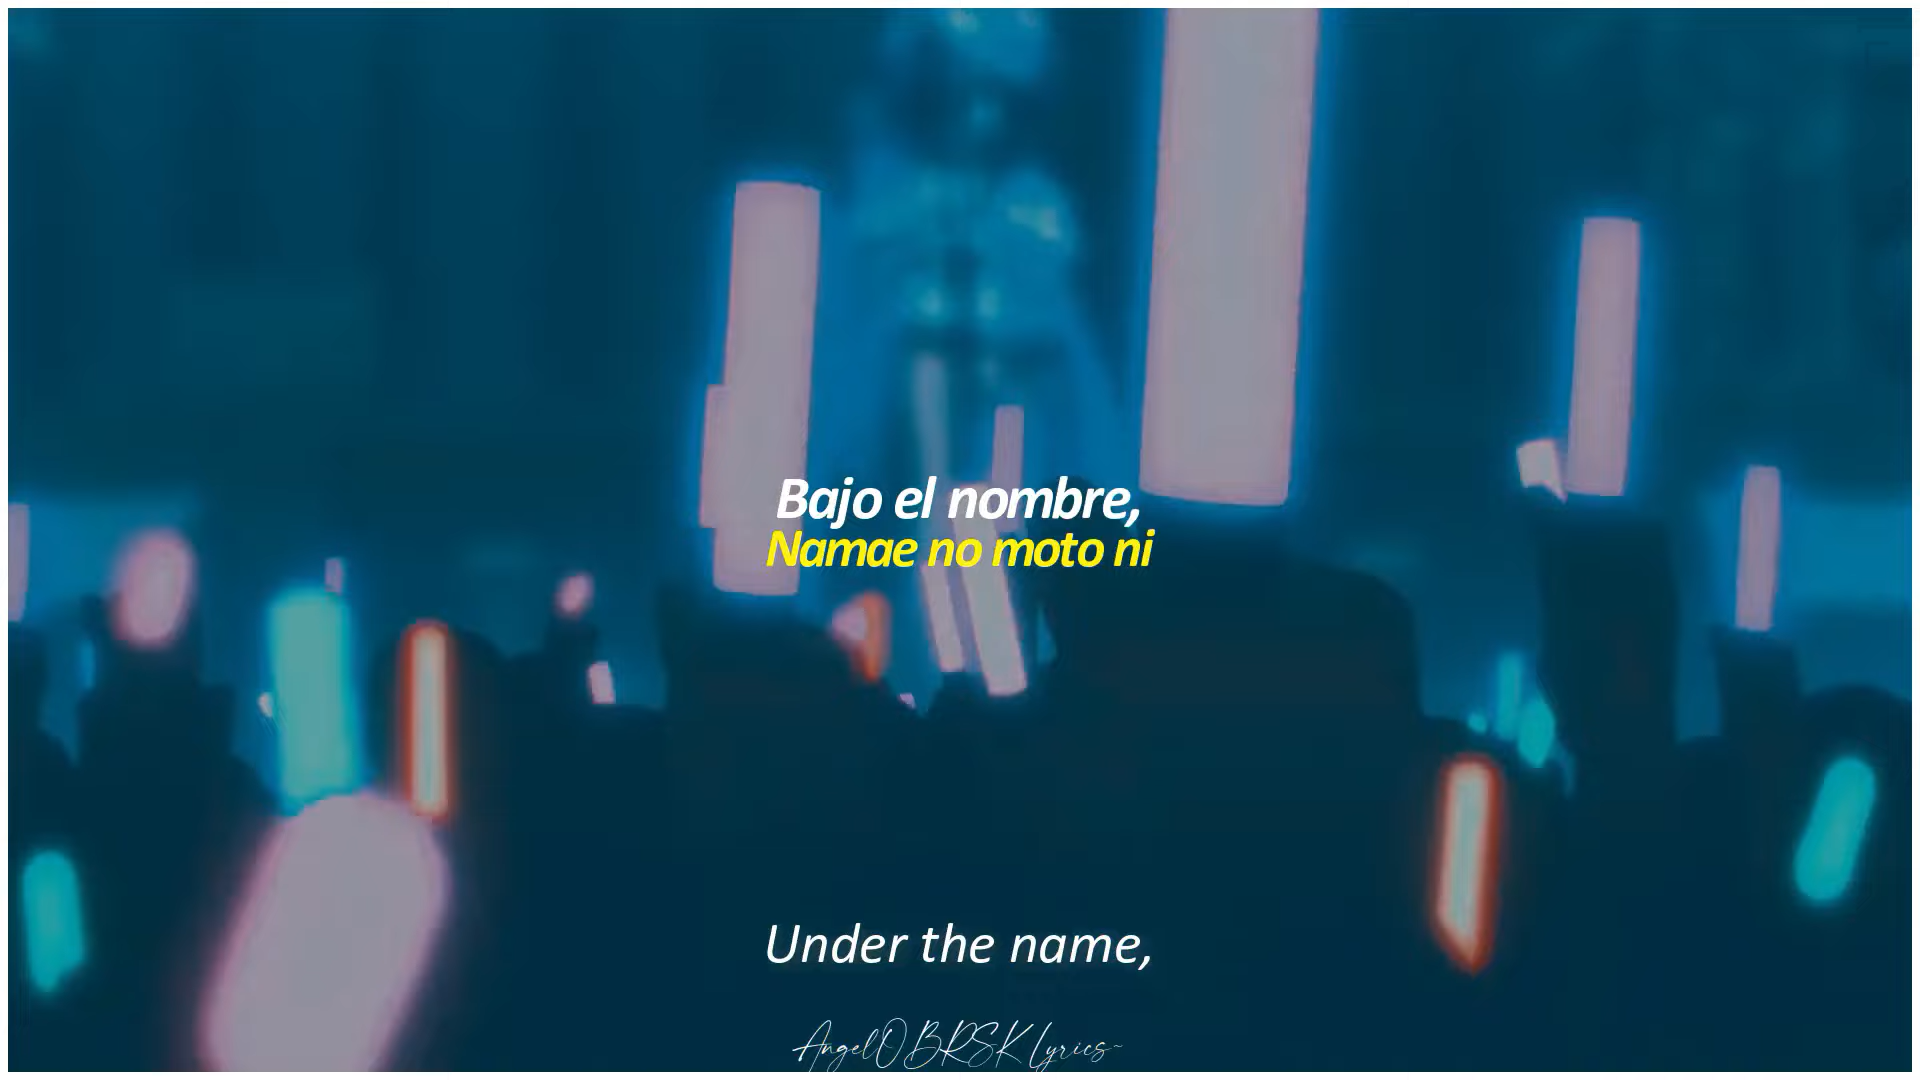 Bajo el nombre,
Namae no moto ni
Under the name,
AngelOBRSK Lyrics~